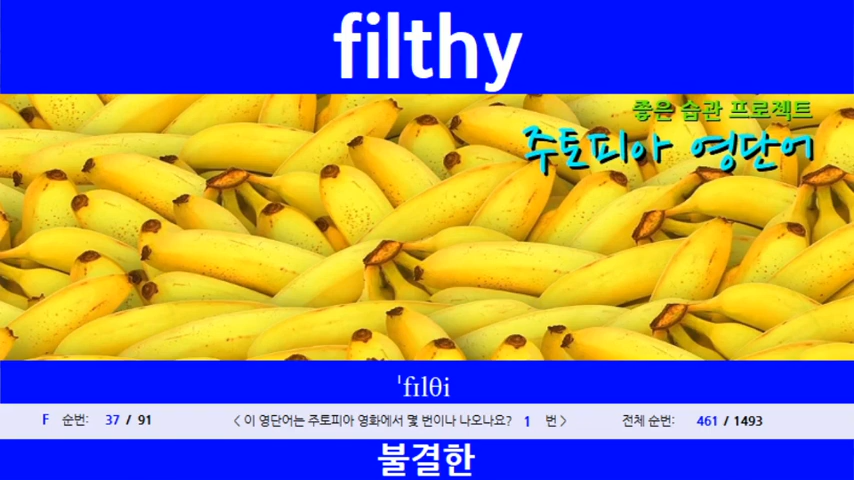 filthy
좋은 습관 프로젝트
주토피아 영단어
ˈfɪlθi
F 순번: 37 / 91 < 이 영단어는 주토피아 영화에서 몇 번이나 나오나요? 1 번 > 전체 순번: 461 / 1493
불결한